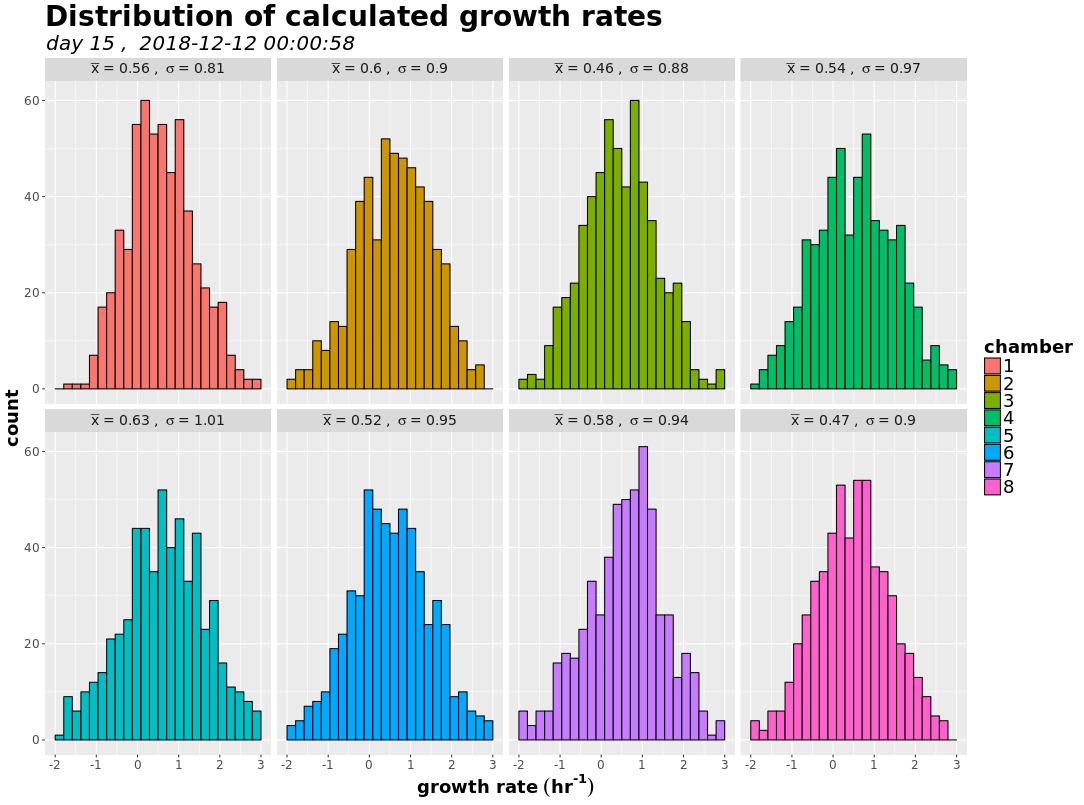 Distribution of calculated growth rates
day 15 ,  2018-12-12 00:00:58
x̅ = 0.56 ,  σ = 0.81
x̅ = 0.6 ,  σ = 0.9
x̅ = 0.46 ,  σ = 0.88
x̅ = 0.54 ,  σ = 0.97
60
40
20
0
x̅ = 0.63 ,  σ = 1.01
x̅ = 0.52 ,  σ = 0.95
x̅ = 0.58 ,  σ = 0.94
x̅ = 0.47 ,  σ = 0.9
60
40
20
0
-2 -1 0 1 2 3
-2 -1 0 1 2 3
-2 -1 0 1 2 3
-2 -1 0 1 2 3
count
growth rate (hr⁻¹)
chamber
1
2
3
4
5
6
7
8